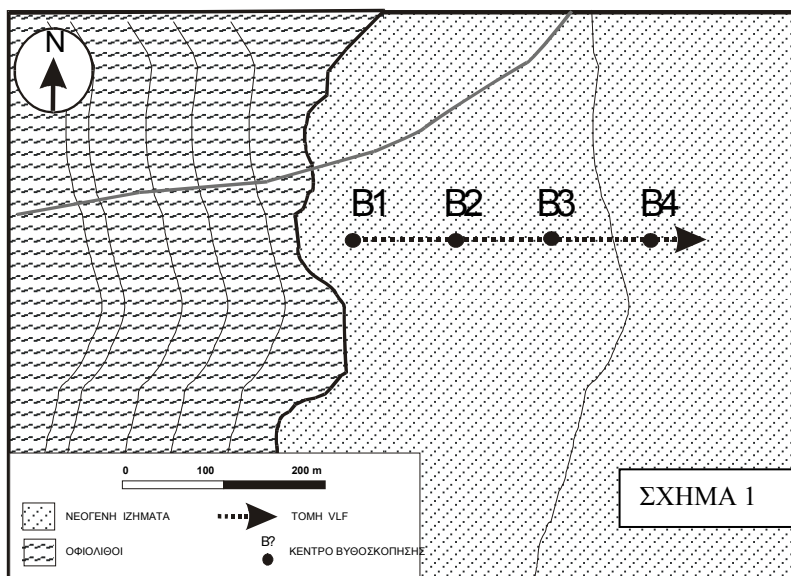 N
B1 B2 B3 B4
0 100 200 m
ΝΕΟΓΕΝΗ ΙΖΗΜΑΤΑ ΤΟΜΗ VLF
B?
ΟΦΙΟΛΙΘΟΙ ΚΕΝΤΡΟ ΒΥΘΟΣΚΟΠΗΣΗΣ
ΣΧΗΜΑ 1